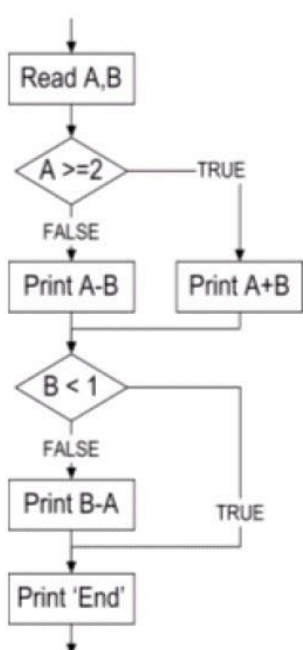 Read A,B
A >=2
TRUE
FALSE
Print A-B
Print A+B
B < 1
FALSE
Print B-A
TRUE
Print ‘End’